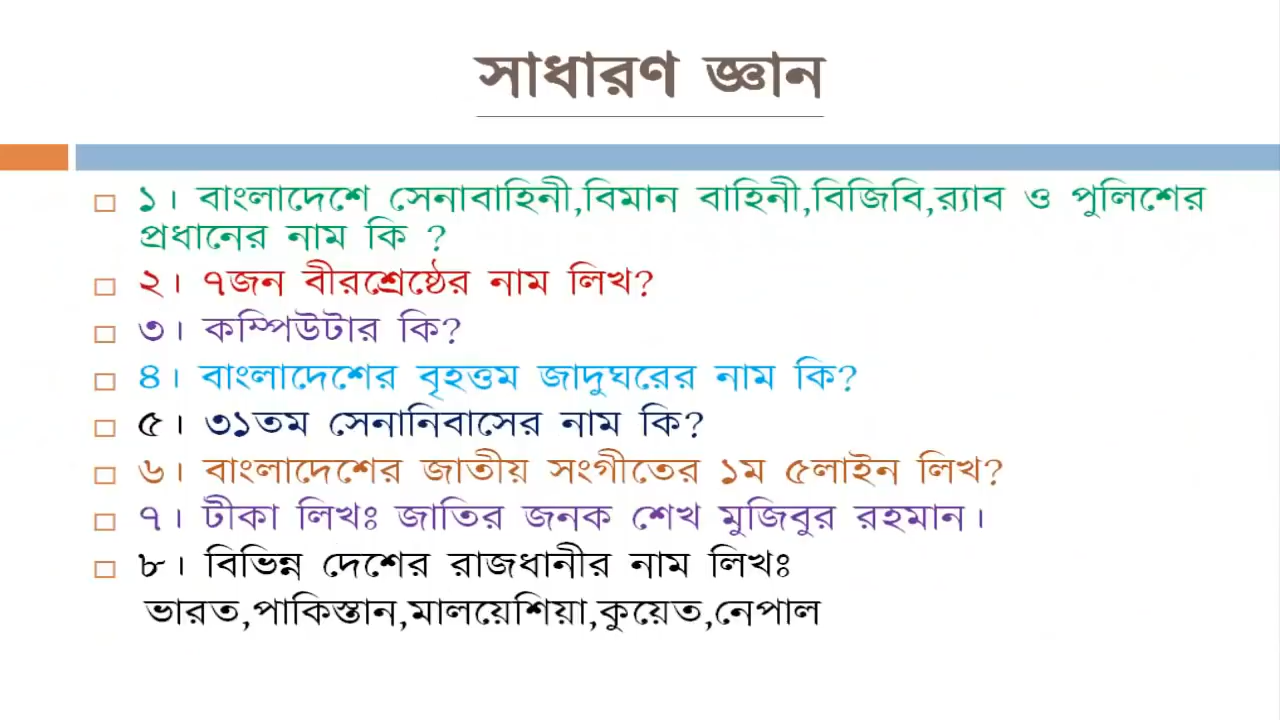 সাধারণ জ্ঞান
১। বাংলাদেশে সেনাবাহিনী,বিমান বাহিনী,বিজিবি,র‍্যাব ও পুলিশের
প্রধানের নাম কি ?
২। ৭জন বীরশ্রেষ্ঠের নাম লিখ?
৩। কম্পিউটার কি?
৪। বাংলাদেশের বৃহত্তম জাদুঘরের নাম কি?
৫। ৩১তম সেনানিবাসের নাম কি?
৬। বাংলাদেশের জাতীয় সংগীতের ১ম ৫লাইন লিখ?
৭। টীকা লিখঃ জাতির জনক শেখ মুজিবুর রহমান।
৮। বিভিন্ন দেশের রাজধানীর নাম লিখঃ
ভারত,পাকিস্তান,মালয়েশিয়া,কুয়েত,নেপাল